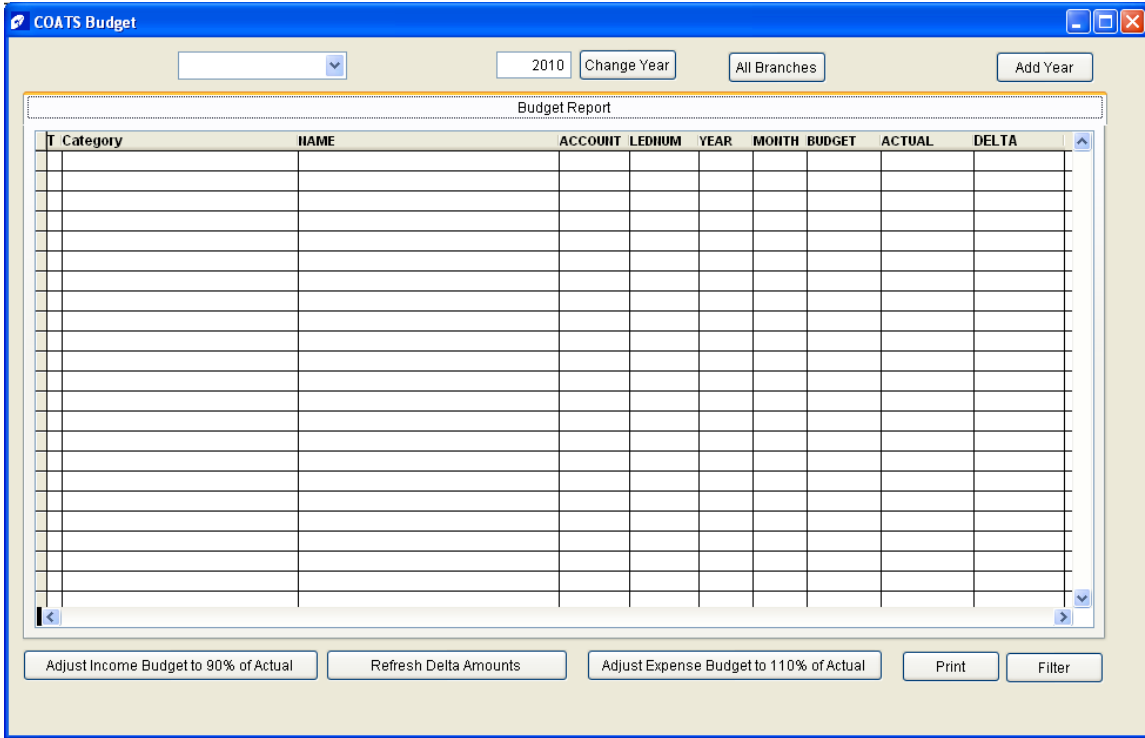 COATS Budget
2010 Change Year All Branches Add Year
Budget Report
T Category NAME ACCOUNT LEDNUM YEAR MONTH BUDGET ACTUAL DELTA
Adjust Income Budget to 90% of Actual Refresh Delta Amounts Adjust Expense Budget to 110% of Actual Print Filter